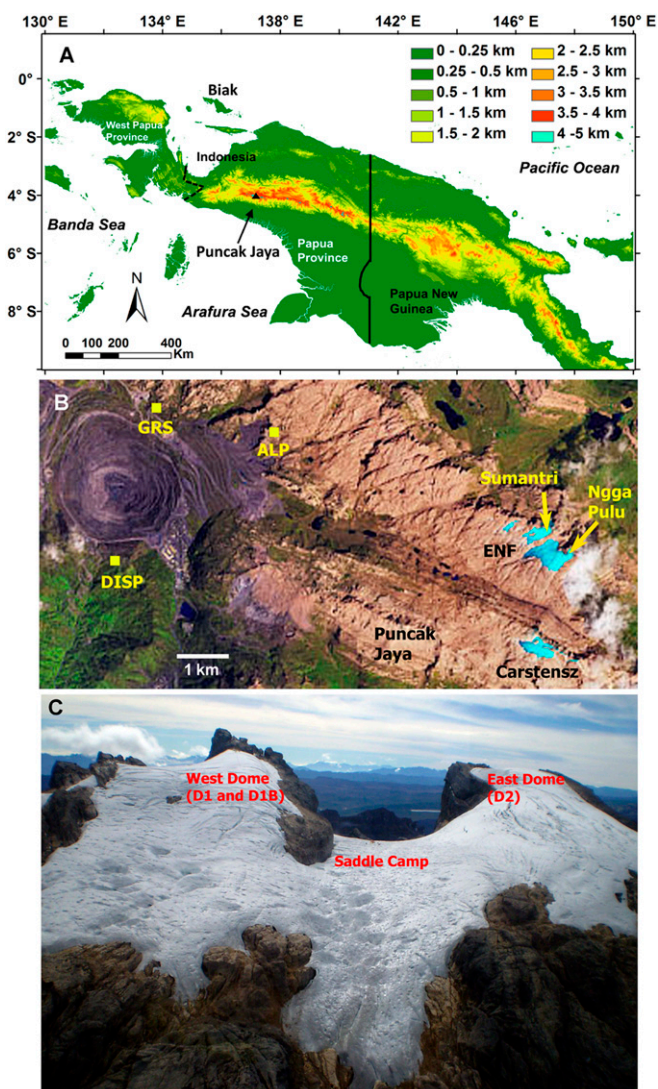 130°E 134°E 138°E 142°E 146°E 150°E
A
0 - 0.25 km
0.25 - 0.5 km
0.5 - 1 km
1 - 1.5 km
1.5 - 2 km
2 - 2.5 km
2.5 - 3 km
3 - 3.5 km
3.5 - 4 km
4 -5 km
0°
2°S
4°S
6°S
8°S
Biak
West Papua
Province
Indonesia
Pacific Ocean
Banda Sea
Puncak Jaya
Papua
Province
N
Arafura Sea
Papua New
Guinea
0 100 200 400
Km
B
GRS
ALP
Sumantri
Ngga
Pulu
ENF
DISP
Puncak
Jaya
1 km
Carstensz
C
West Dome
(D1 and D1B)
East Dome
(D2)
Saddle Camp